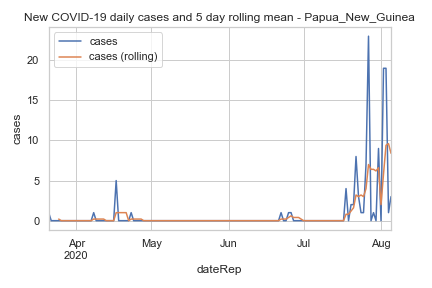 New COVID-19 daily cases and 5 day rolling mean - Papua_New_Guinea
cases
cases (rolling)
cases
20
15
10
5
0
Apr
2020
May
Jun
Jul
Aug
dateRep